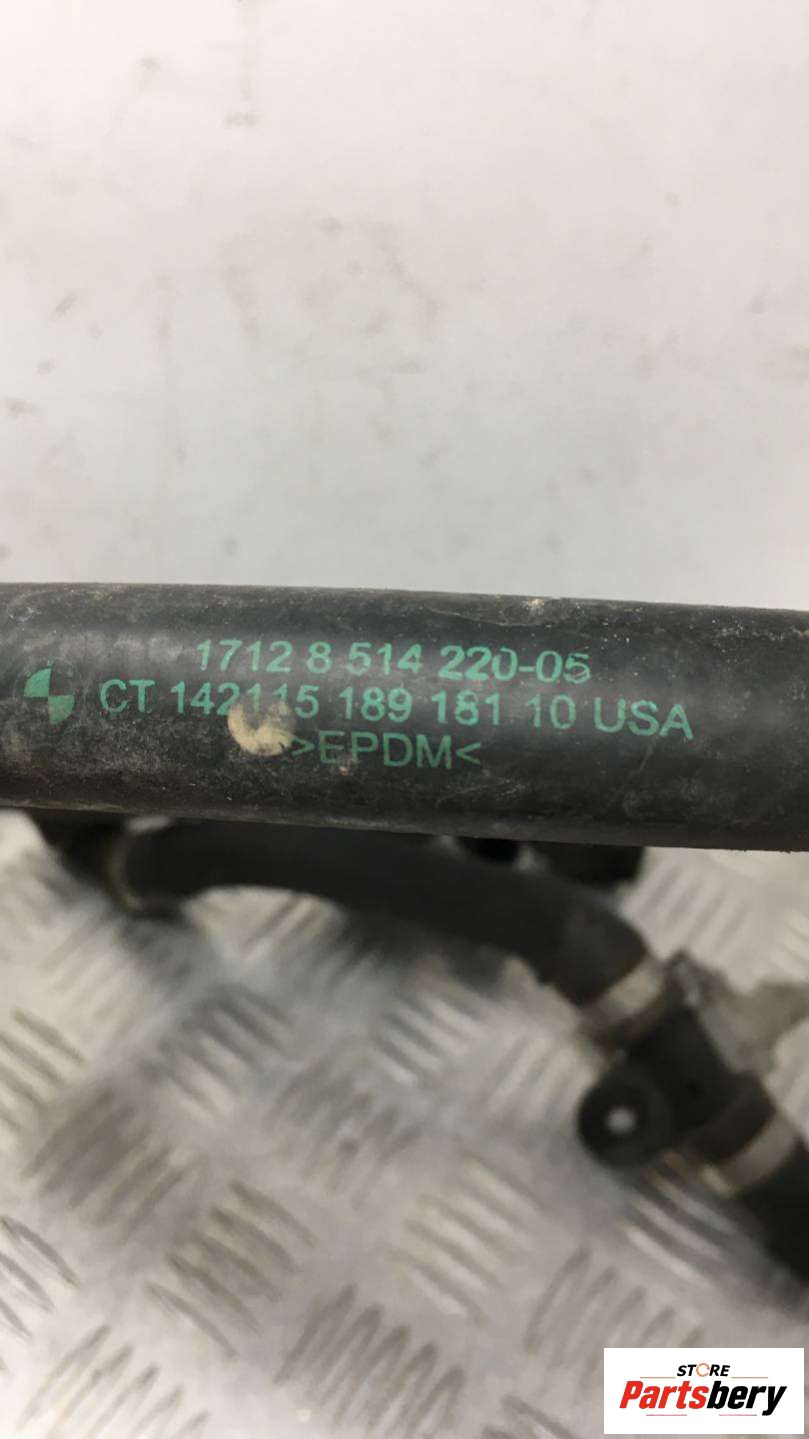 1712 8 514 220-05
CT 142115 189 181 10 USA
>EPDM<
STORE
Partsbery